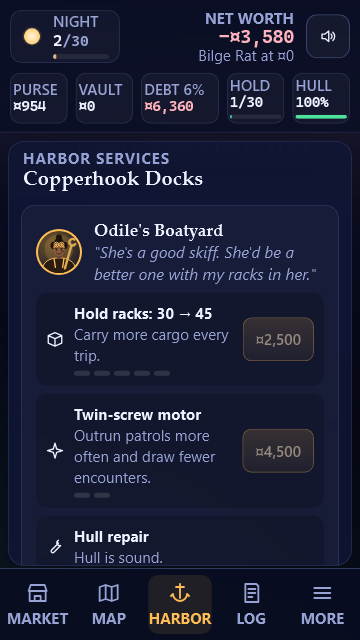 NIGHT
2/30
NET WORTH
−¤3,580
Bilge Rat at ¤0
PURSE
¤954
VAULT
¤0
DEBT 6%
¤6,360
HOLD
1/30
HULL
100%
HARBOR SERVICES
Copperhook Docks
Odile's Boatyard
"She's a good skiff. She'd be a
better one with my racks in her."
Hold racks: 30 → 45
Carry more cargo every
trip.
¤2,500
Twin-screw motor
Outrun patrols more
often and draw fewer
encounters.
¤4,500
Hull repair
Hull is sound.
MARKET
MAP
HARBOR
LOG
MORE